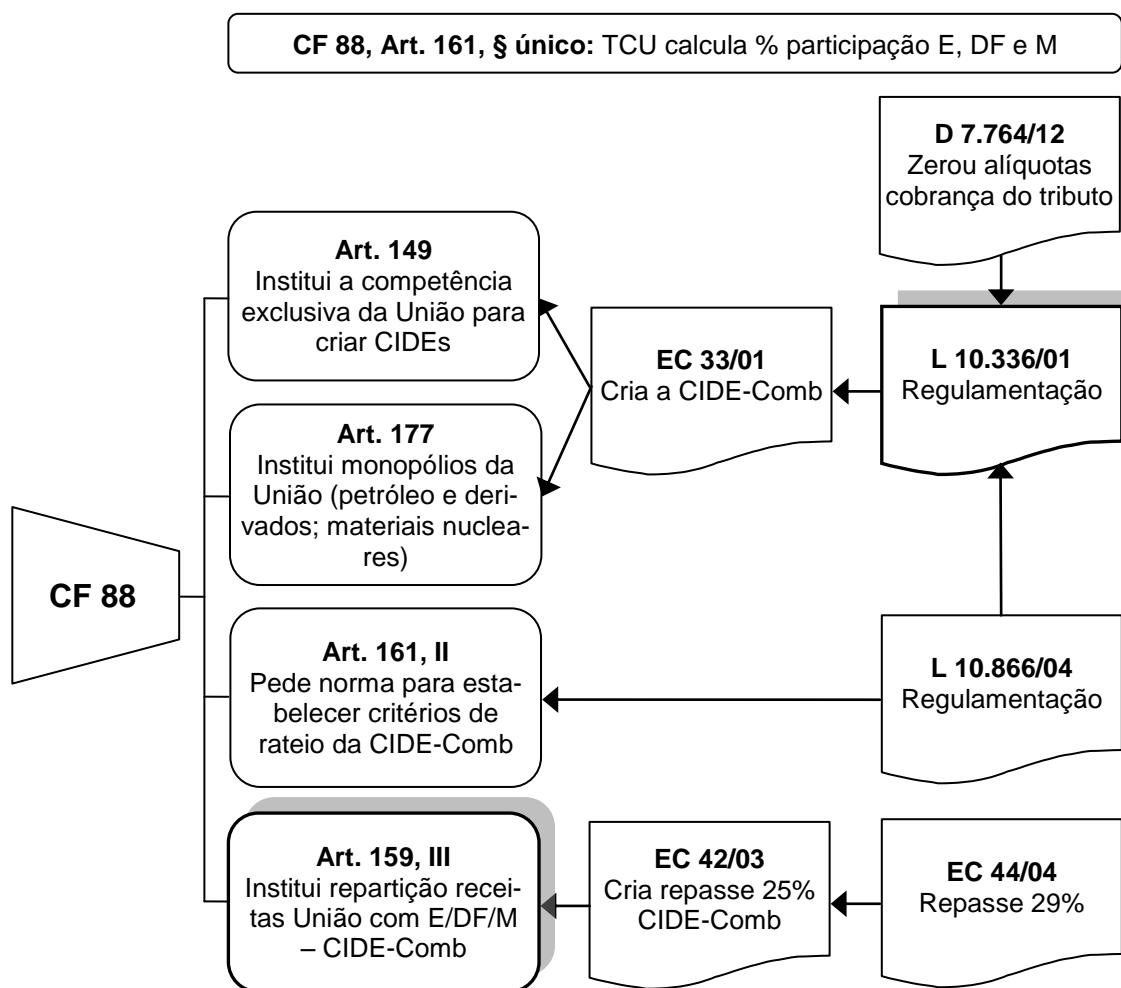 CF 88, Art. 161, § único: TCU calcula % participação E, DF e M
D 7.764/12
Zerou alíquotas
cobrança do tributo
Art. 149
Institui a competência
exclusiva da União para
criar CIDEs
EC 33/01
Cria a CIDE-Comb
L 10.336/01
Regulamentação
Art. 177
Institui monopólios da
União (petróleo e deri-
vados; materiais nuclea-
res)
CF 88
Art. 161, II
Pede norma para esta-
belecer critérios de
rateio da CIDE-Comb
L 10.866/04
Regulamentação
Art. 159, III
Institui repartição recei-
tas União com E/DF/M
– CIDE-Comb
EC 42/03
Cria repasse 25%
CIDE-Comb
EC 44/04
Repasse 29%